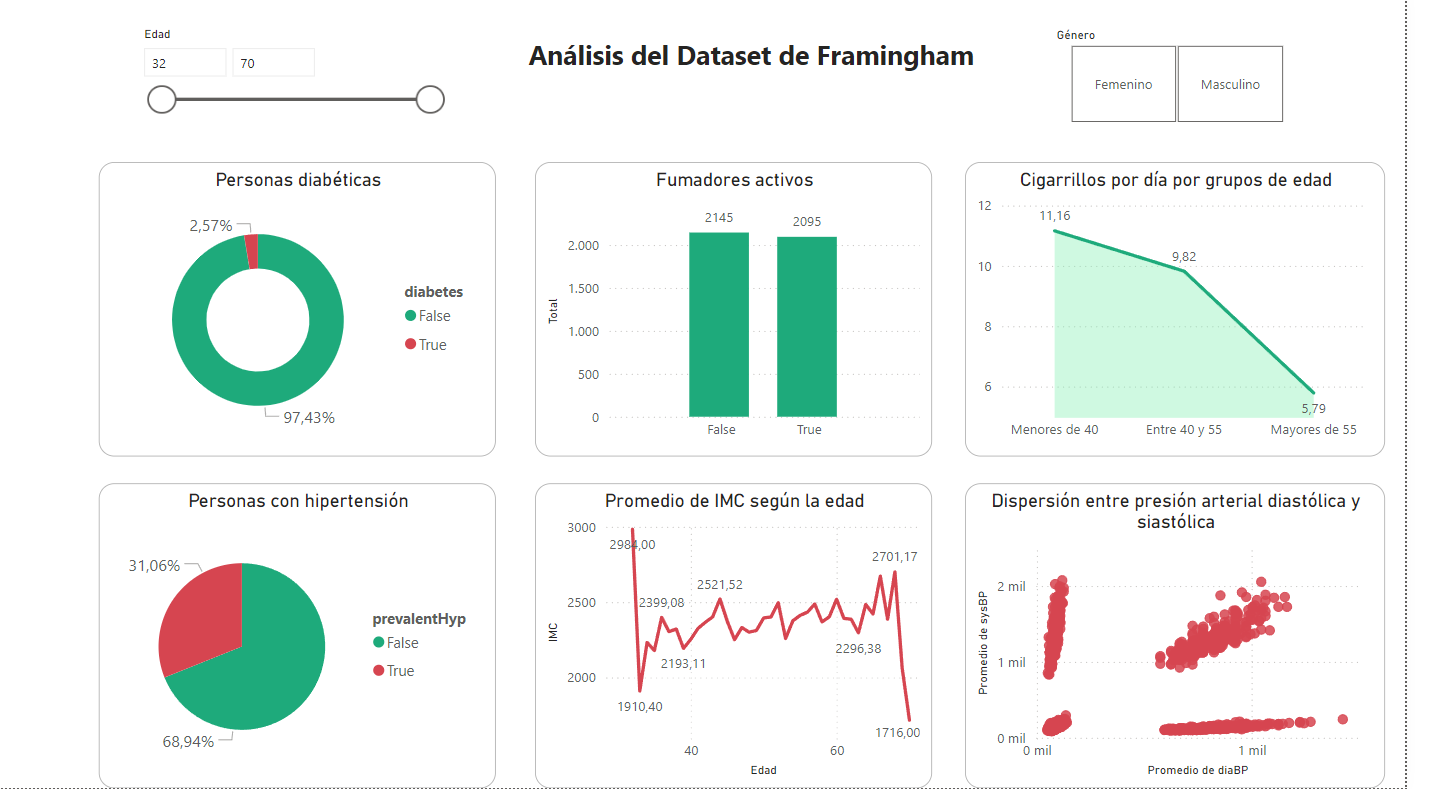 Edad
32
70
Análisis del Dataset de Framingham
Género
Femenino
Masculino
Personas diabéticas
2,57%
97,43%
diabetes
False
True
Fumadores activos
Total
2.000
1.500
1.000
500
0
2145
2095
False
True
Cigarrillos por día por grupos de edad
12
10
8
6
11,16
9,82
5,79
Menores de 40
Entre 40 y 55
Mayores de 55
Personas con hipertensión
31,06%
68,94%
prevalentHyp
False
True
Promedio de IMC según la edad
IMC
3000
2500
2000
2984,00
2399,08
2521,52
2701,17
2193,11
2296,38
1910,40
1716,00
40
60
Edad
Dispersión entre presión arterial diastólica y
siastólica
Promedio de sysBP
2 mil
1 mil
0 mil
0 mil
1 mil
Promedio de diaBP